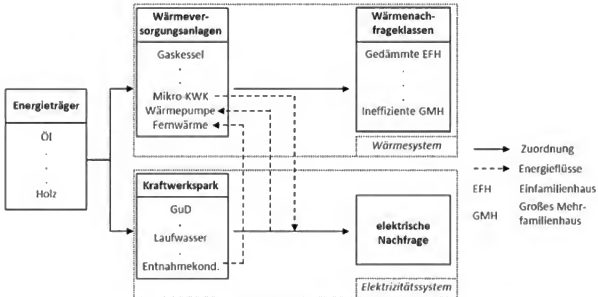 Wärmever-
sorgungsanlagen
Gaskessel
Mikro KWK
Wärmepumpe
Fernwärme
Wärmenach-
frageklassen
Gedämmte EFH
Ineffiziente GMH
Wärmesystem
Energieträger
Öl
Holz
Kraftwerkspark
GuD
Laufwasser
Entnahmekond.
elektrische
Nachfrage
Elektrizitätssystem
Zuordnung
Energieflüsse
EFH Einfamilienhaus
GMH Großes Mehr-
familienhaus